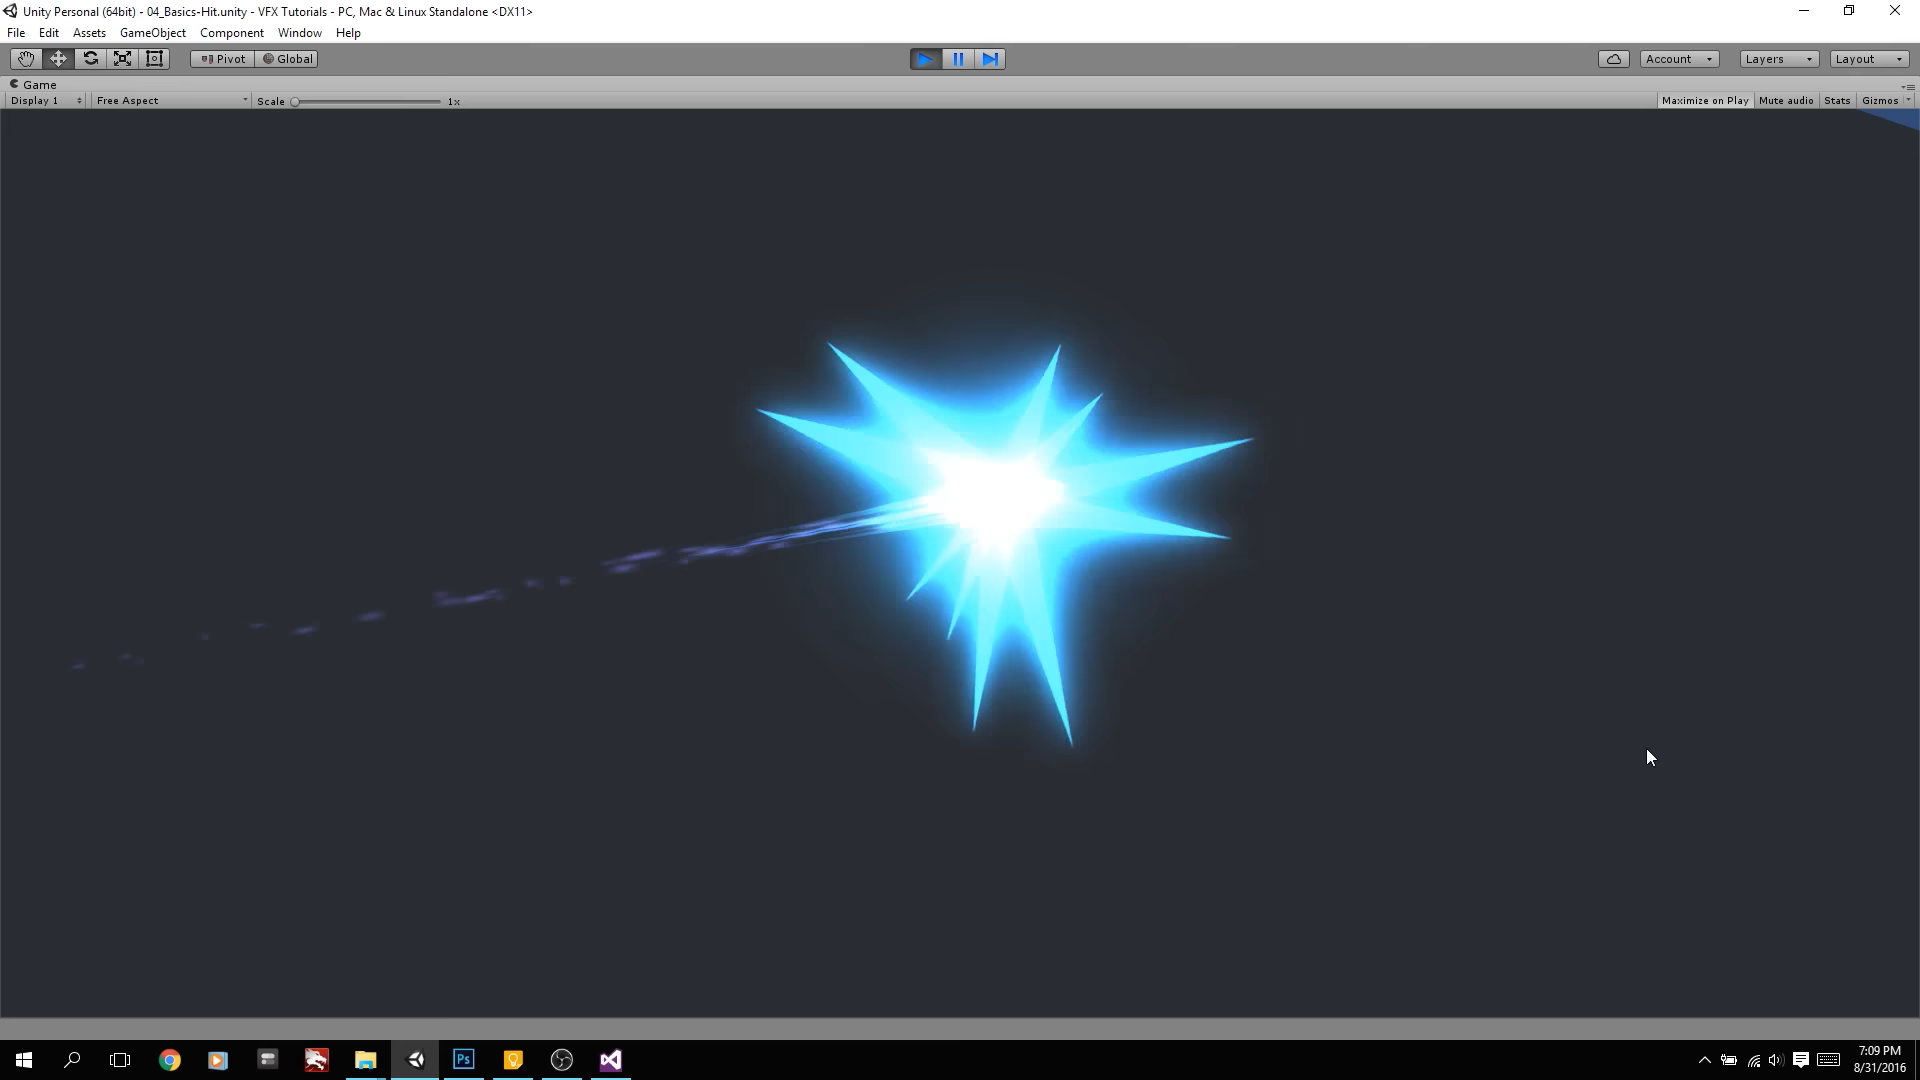 Unity Personal (64bit) - 04_Basics-Hit.unity - VFX Tutorials - PC, Mac & Linux Standalone <DX11>
File Edit Assets GameObject Component Window Help
Pivot Global Account Layers Layout
Game
Display 1 Free Aspect Scale 1x Maximize on Play Mute audio Stats Gizmos
Ps
7:09 PM
8/31/2016